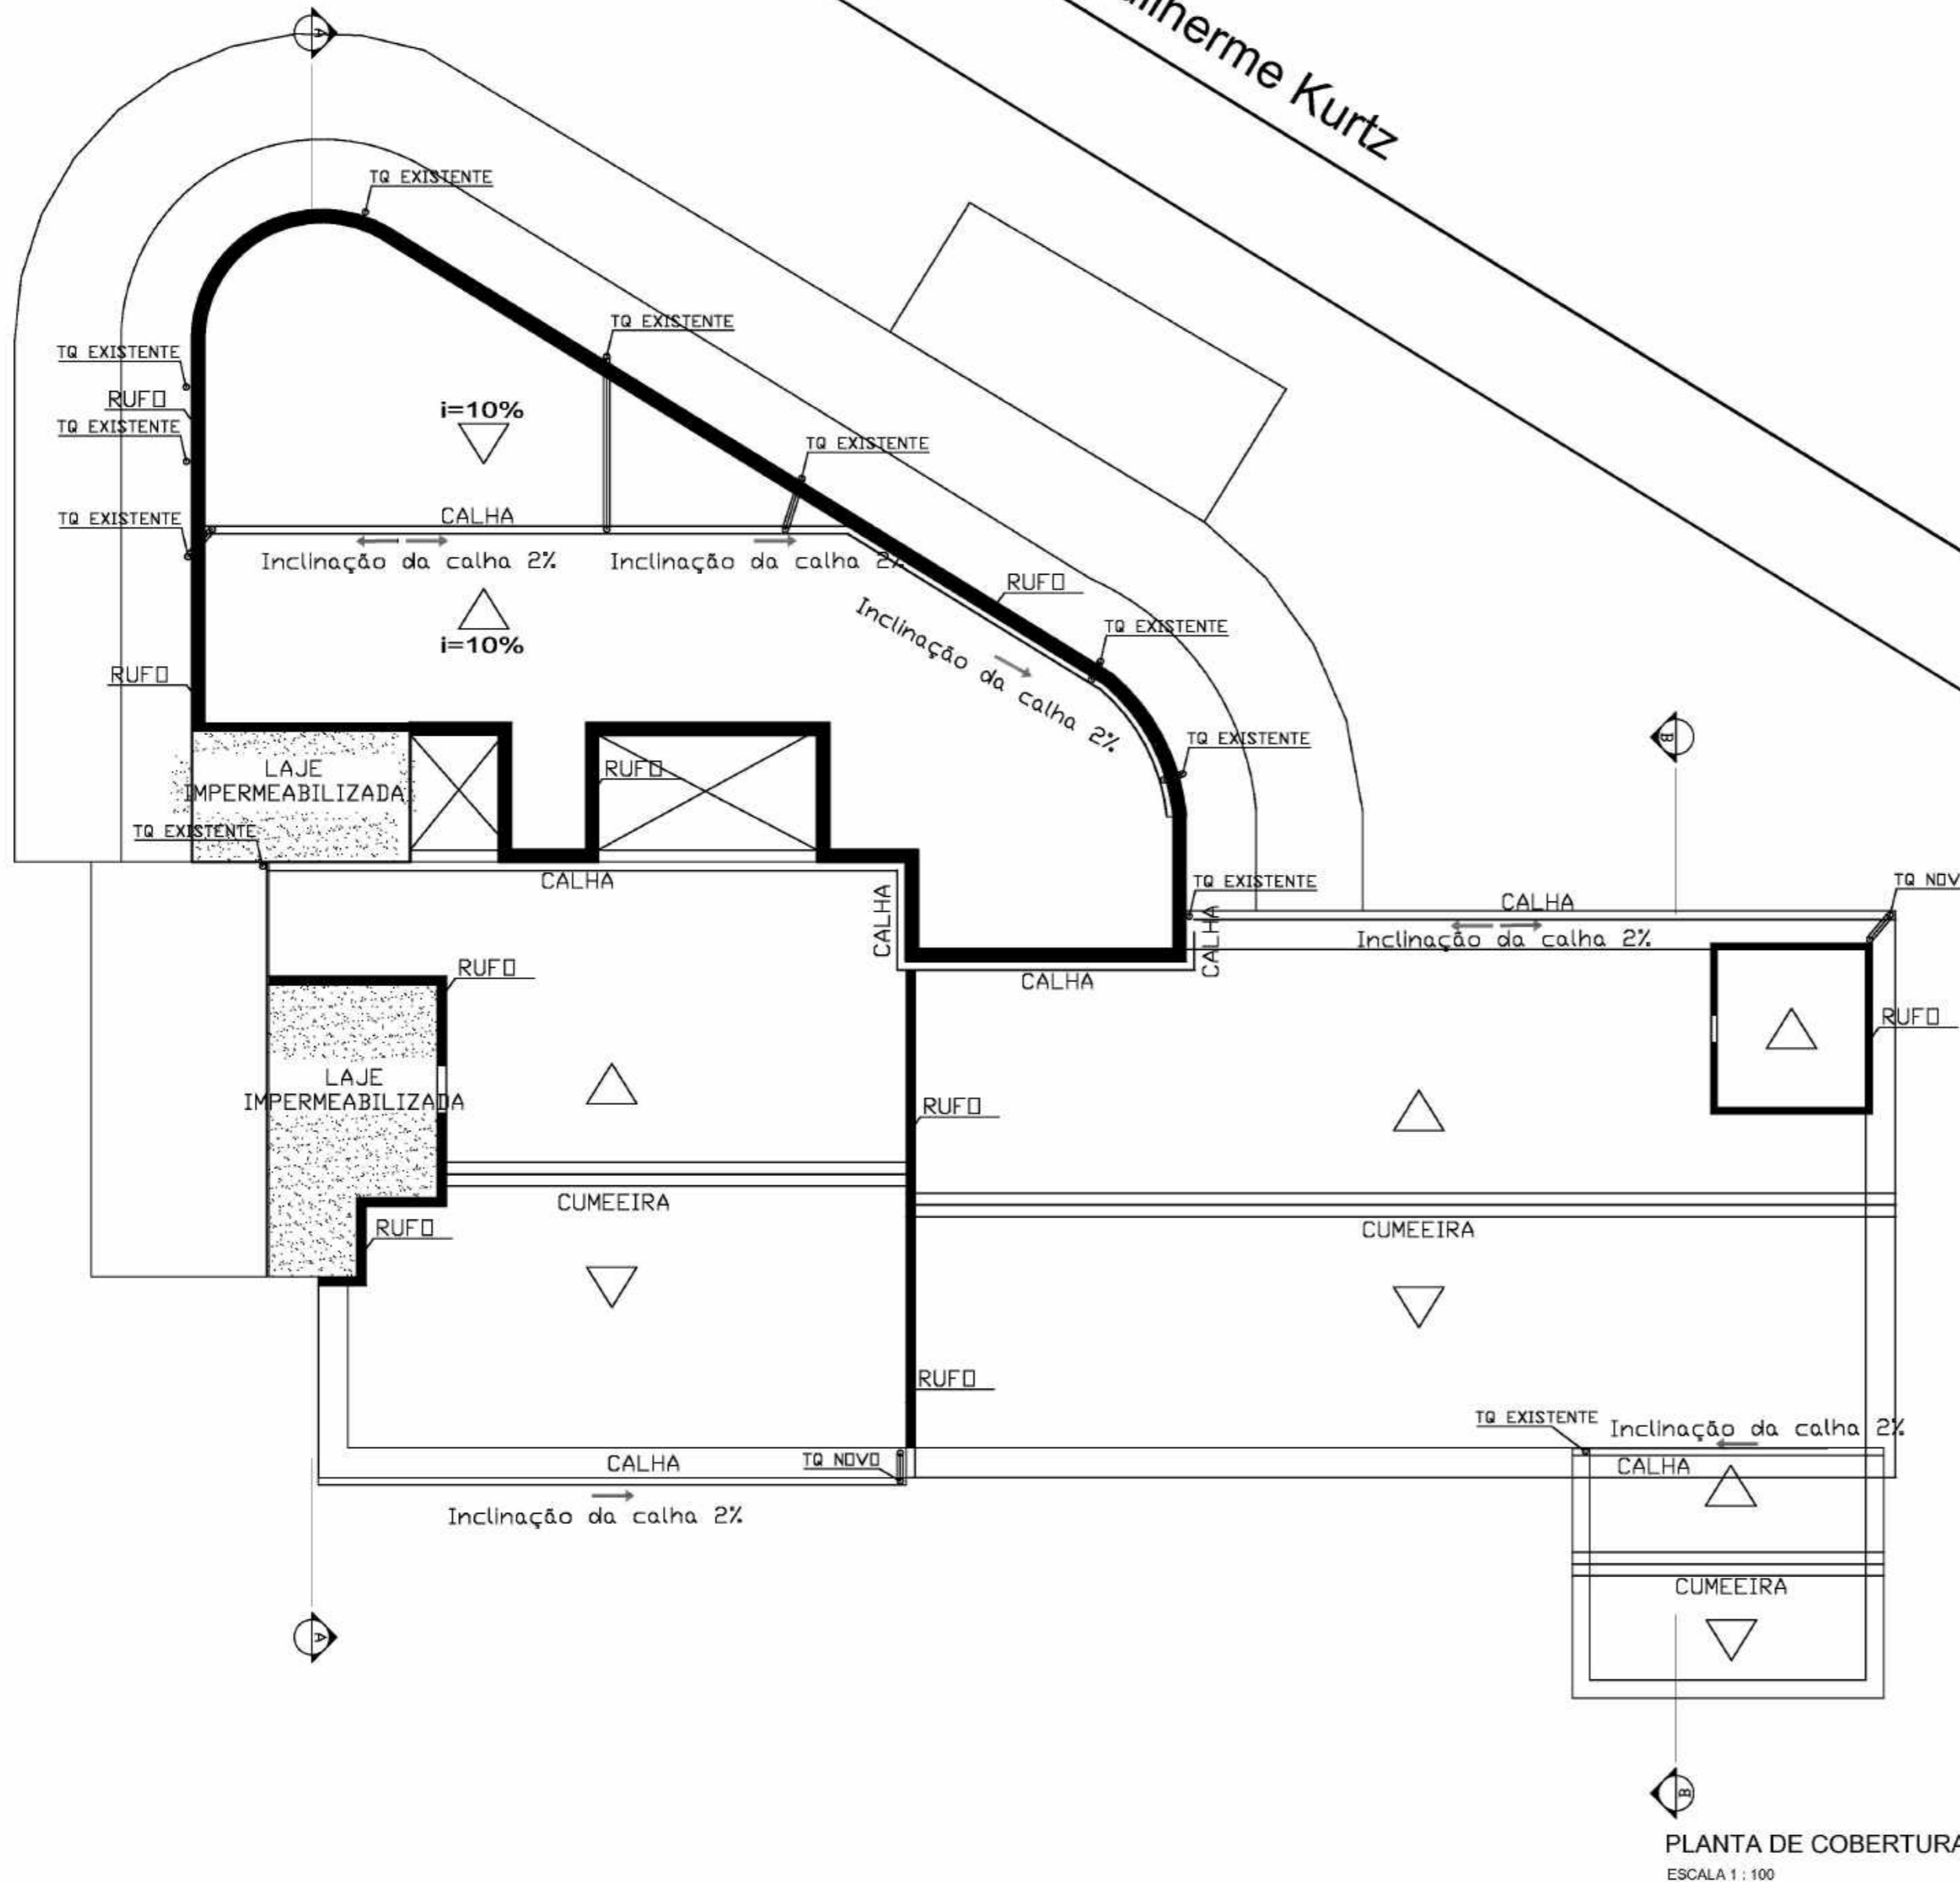 Kurtz
A
TQ EXISTENTE
TQ EXISTENTE
TQ EXISTENTE
RUFO
i=10%
TQ EXISTENTE
TQ EXISTENTE
TQ EXISTENTE
CALHA
Inclinação da calha 2%
Inclinação da calha 2%
RUFO
i=10%
Inclinação da calha 2%
TQ EXISTENTE
RUFO
B
TQ EXISTENTE
LAJE
IMPERMEABILIZADA
RUFO
TQ EXISTENTE
CALHA
CALHA
TQ EXISTENTE
CALHA
CALHA
Inclinação da calha 2%
RUFO
CALHA
RUFO
LAJE
IMPERMEABILIZADA
RUFO
CUMEEIRA
RUFO
CUMEEIRA
RUFO
TQ EXISTENTE
Inclinação da calha 2%
CALHA
TQ NOVO
CALHA
Inclinação da calha 2%
CUMEEIRA
A
B
PLANTA DE COBERTURA
ESCALA 1 : 100